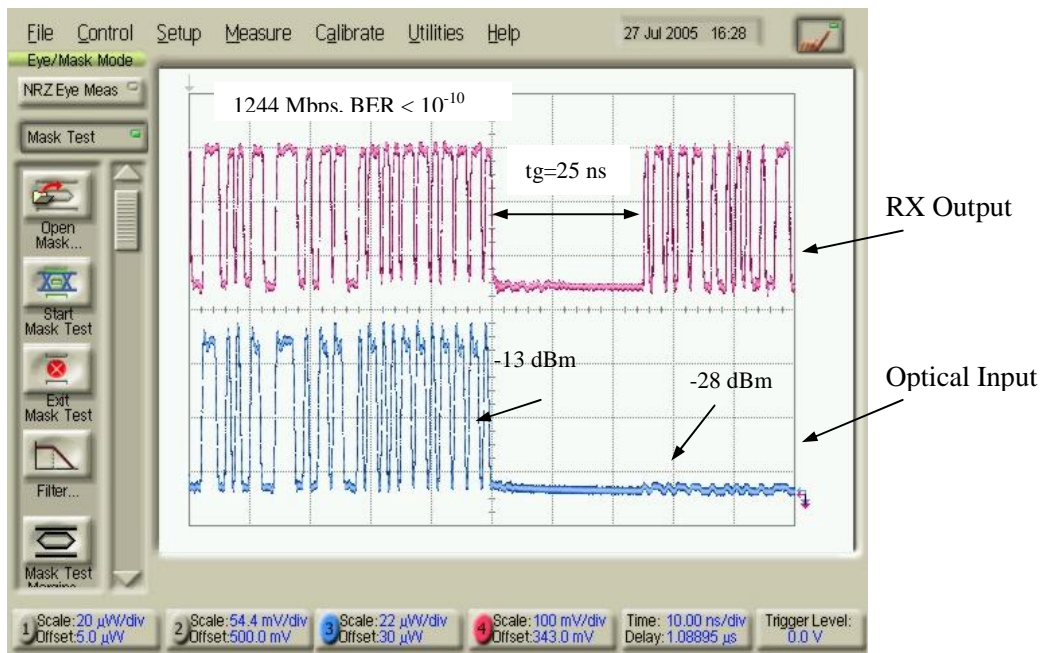 File Control Setup Measure Calibrate Utilities Help 27 Jul 2005 16:28
Eye/Mask Mode
NRZ Eye Meas
Mask Test
Open
Mask...
Start
Mask Test
Exit
Mask Test
Filter...
Mask Test
Margins
1244 Mbps, BER < 10⁻¹⁰
tg=25 ns
RX Output
-13 dBm
-28 dBm
Optical Input
1 Scale:20 µW/div
Offset:5.0 µW
2 Scale:54.4 mV/div
Offset:500.0 mV
3 Scale:22 µW/div
Offset:30 µW
4 Scale:100 mV/div
Offset:343.0 mV
Time: 10.00 ns/div
Delay:1.08895 µs
Trigger Level:
0.0 V